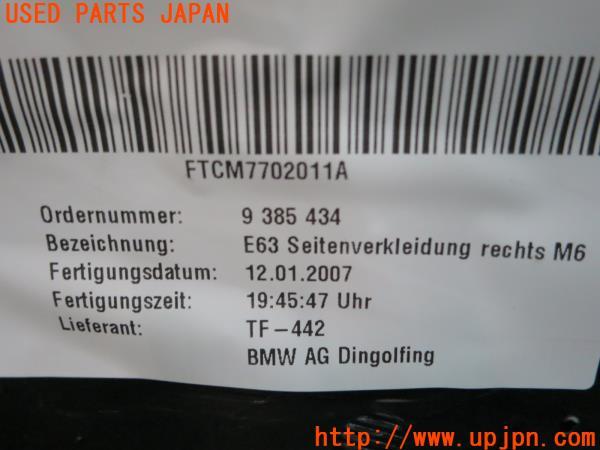 USED PARTS JAPAN
FTCM7702011A
Ordernummer: 9 385 434
Bezeichnung: E63 Seitenverkleidung rechts M6
Fertigungsdatum: 12.01.2007
Fertigungszeit: 19:45:47 Uhr
Lieferant: TF-442
BMW AG Dingolfing
http://www.upjpn.com/